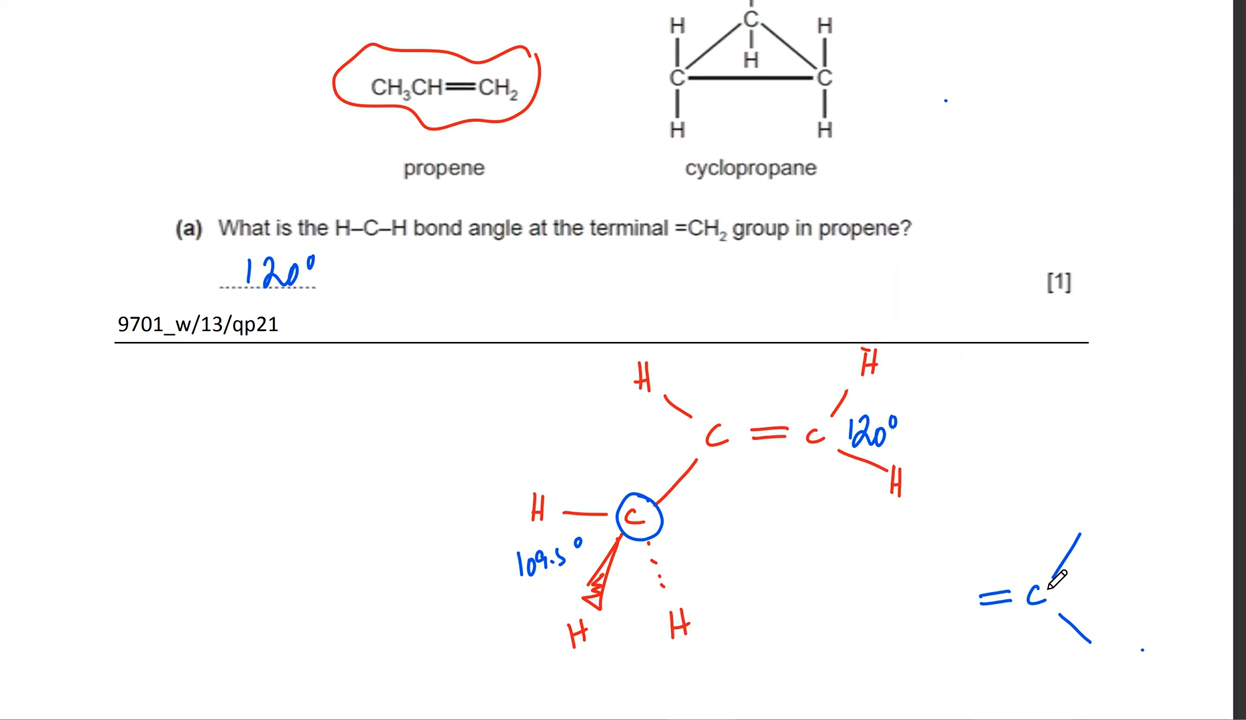 H C H
H
CH₃CH=CH₂
C C
H H
propene cyclopropane
(a) What is the H–C–H bond angle at the terminal =CH₂ group in propene?
120°
[1]
9701_w/13/qp21
H H
C = C 120°
H
H C
109.5°
H H
= C